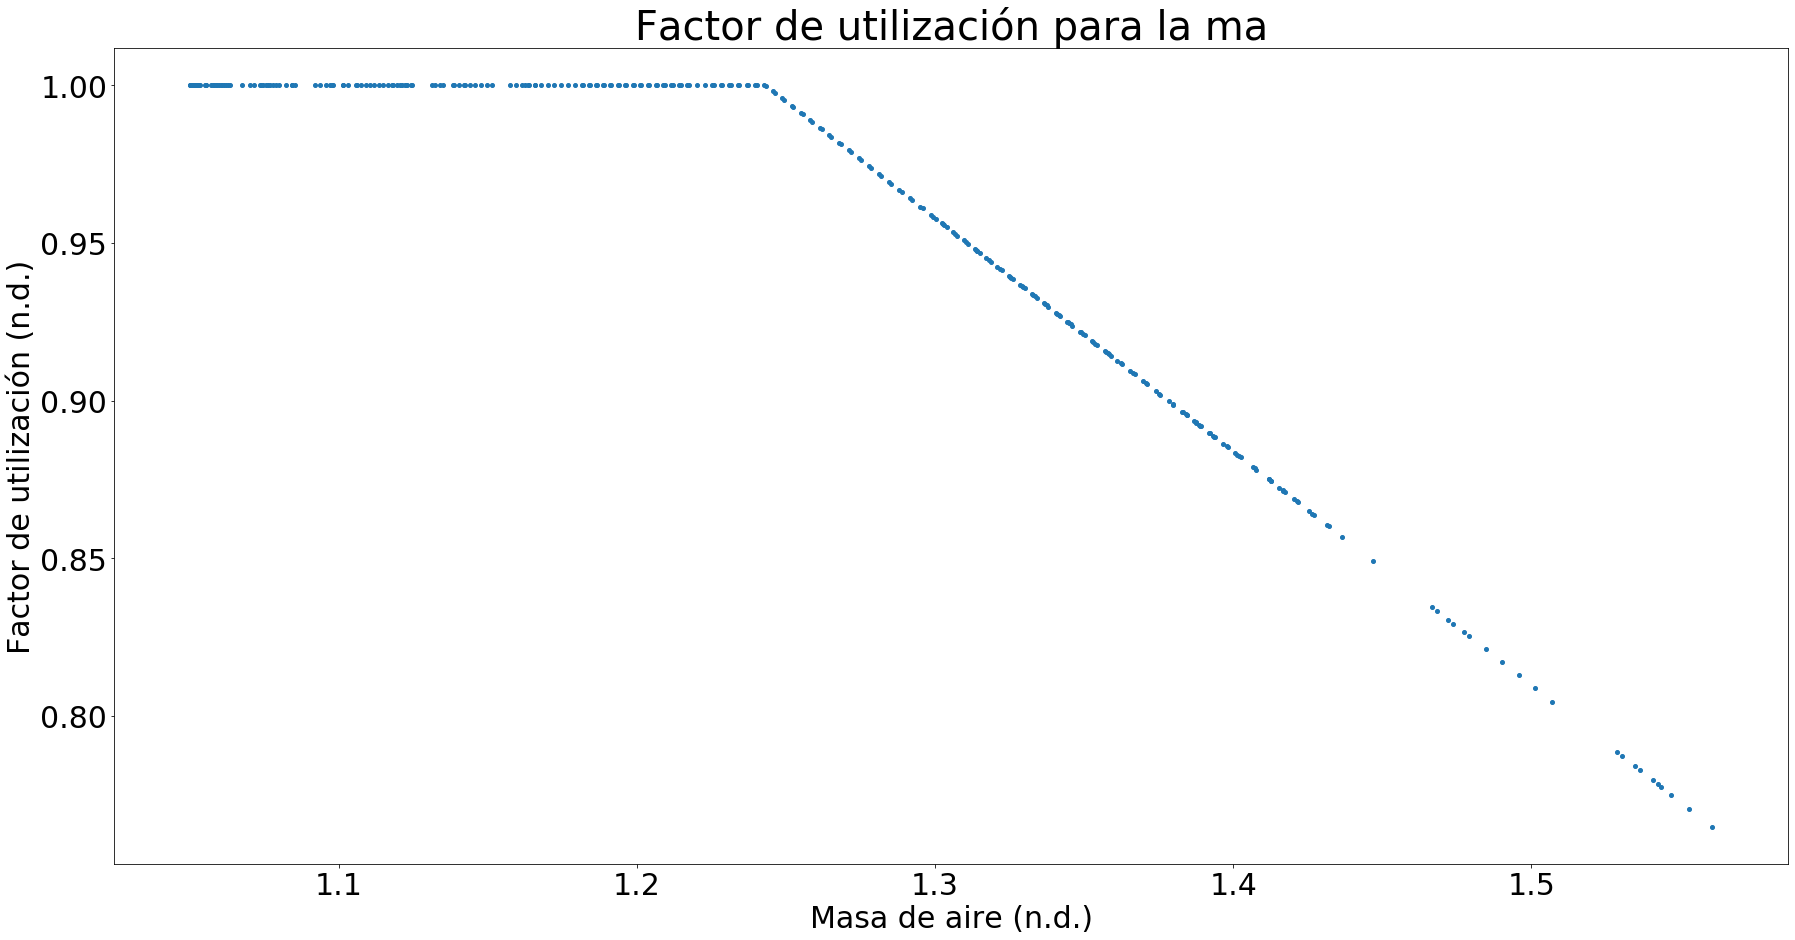 Factor de utilización para la ma
1.00
0.95
0.90
0.85
0.80
Factor de utilización (n.d.)
1.1 1.2 1.3 1.4 1.5
Masa de aire (n.d.)